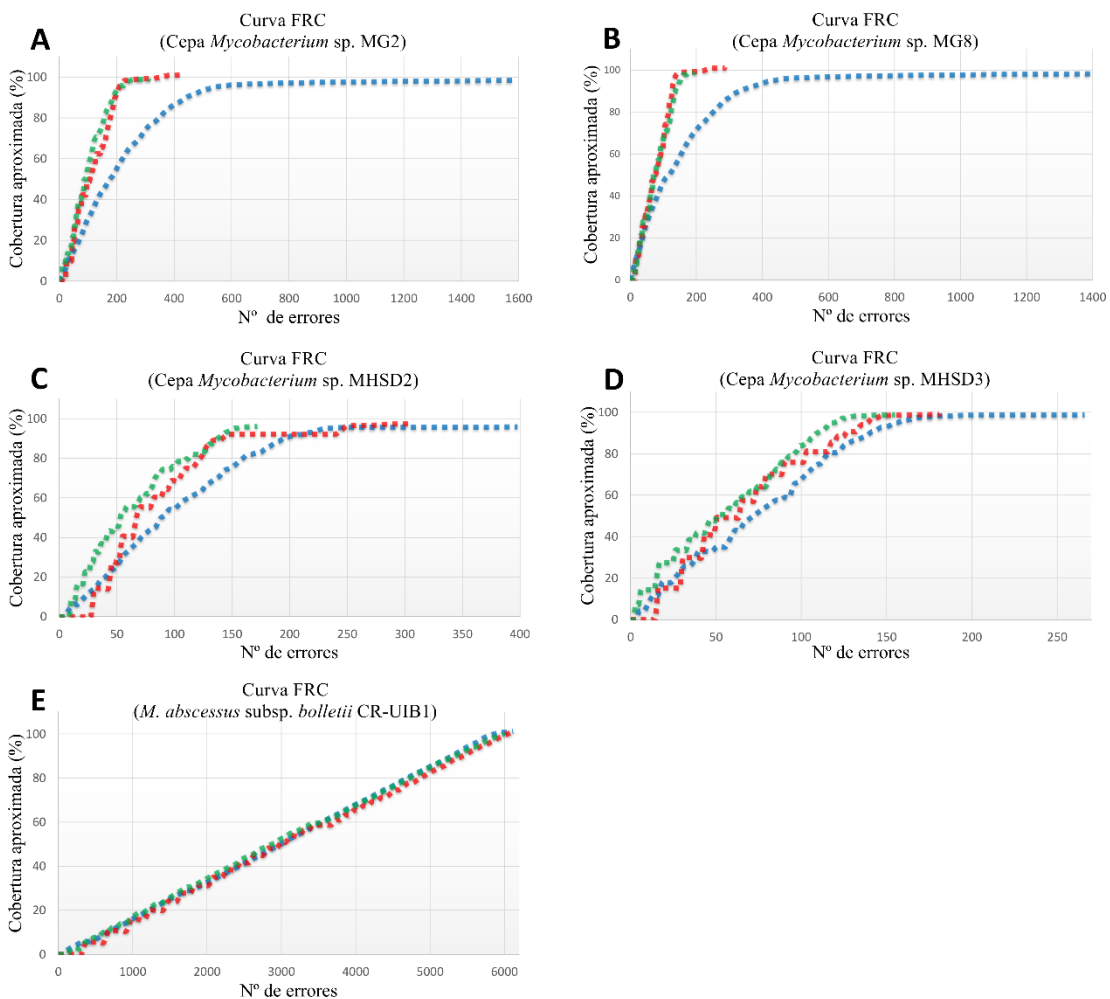 A
Curva FRC
(Cepa Mycobacterium sp. MG2)
Cobertura aproximada (%)
120
100
80
60
40
20
0
0 200 400 600 800 1000 1200 1400 1600
Nº de errores
B
Curva FRC
(Cepa Mycobacterium sp. MG8)
Cobertura aproximada (%)
120
100
80
60
40
20
0
0 200 400 600 800 1000 1200 1400
Nº de errores
C
Curva FRC
(Cepa Mycobacterium sp. MHSD2)
Cobertura aproximada (%)
120
100
80
60
40
20
0
0 50 100 150 200 250 300 350 400
Nº de errores
D
Curva FRC
(Cepa Mycobacterium sp. MHSD3)
Cobertura aproximada (%)
120
100
80
60
40
20
0
0 50 100 150 200 250
Nº de errores
E
Curva FRC
(M. abscessus subsp. bolletii CR-UIB1)
Cobertura aproximada (%)
120
100
80
60
40
20
0
0 1000 2000 3000 4000 5000 6000
Nº de errores